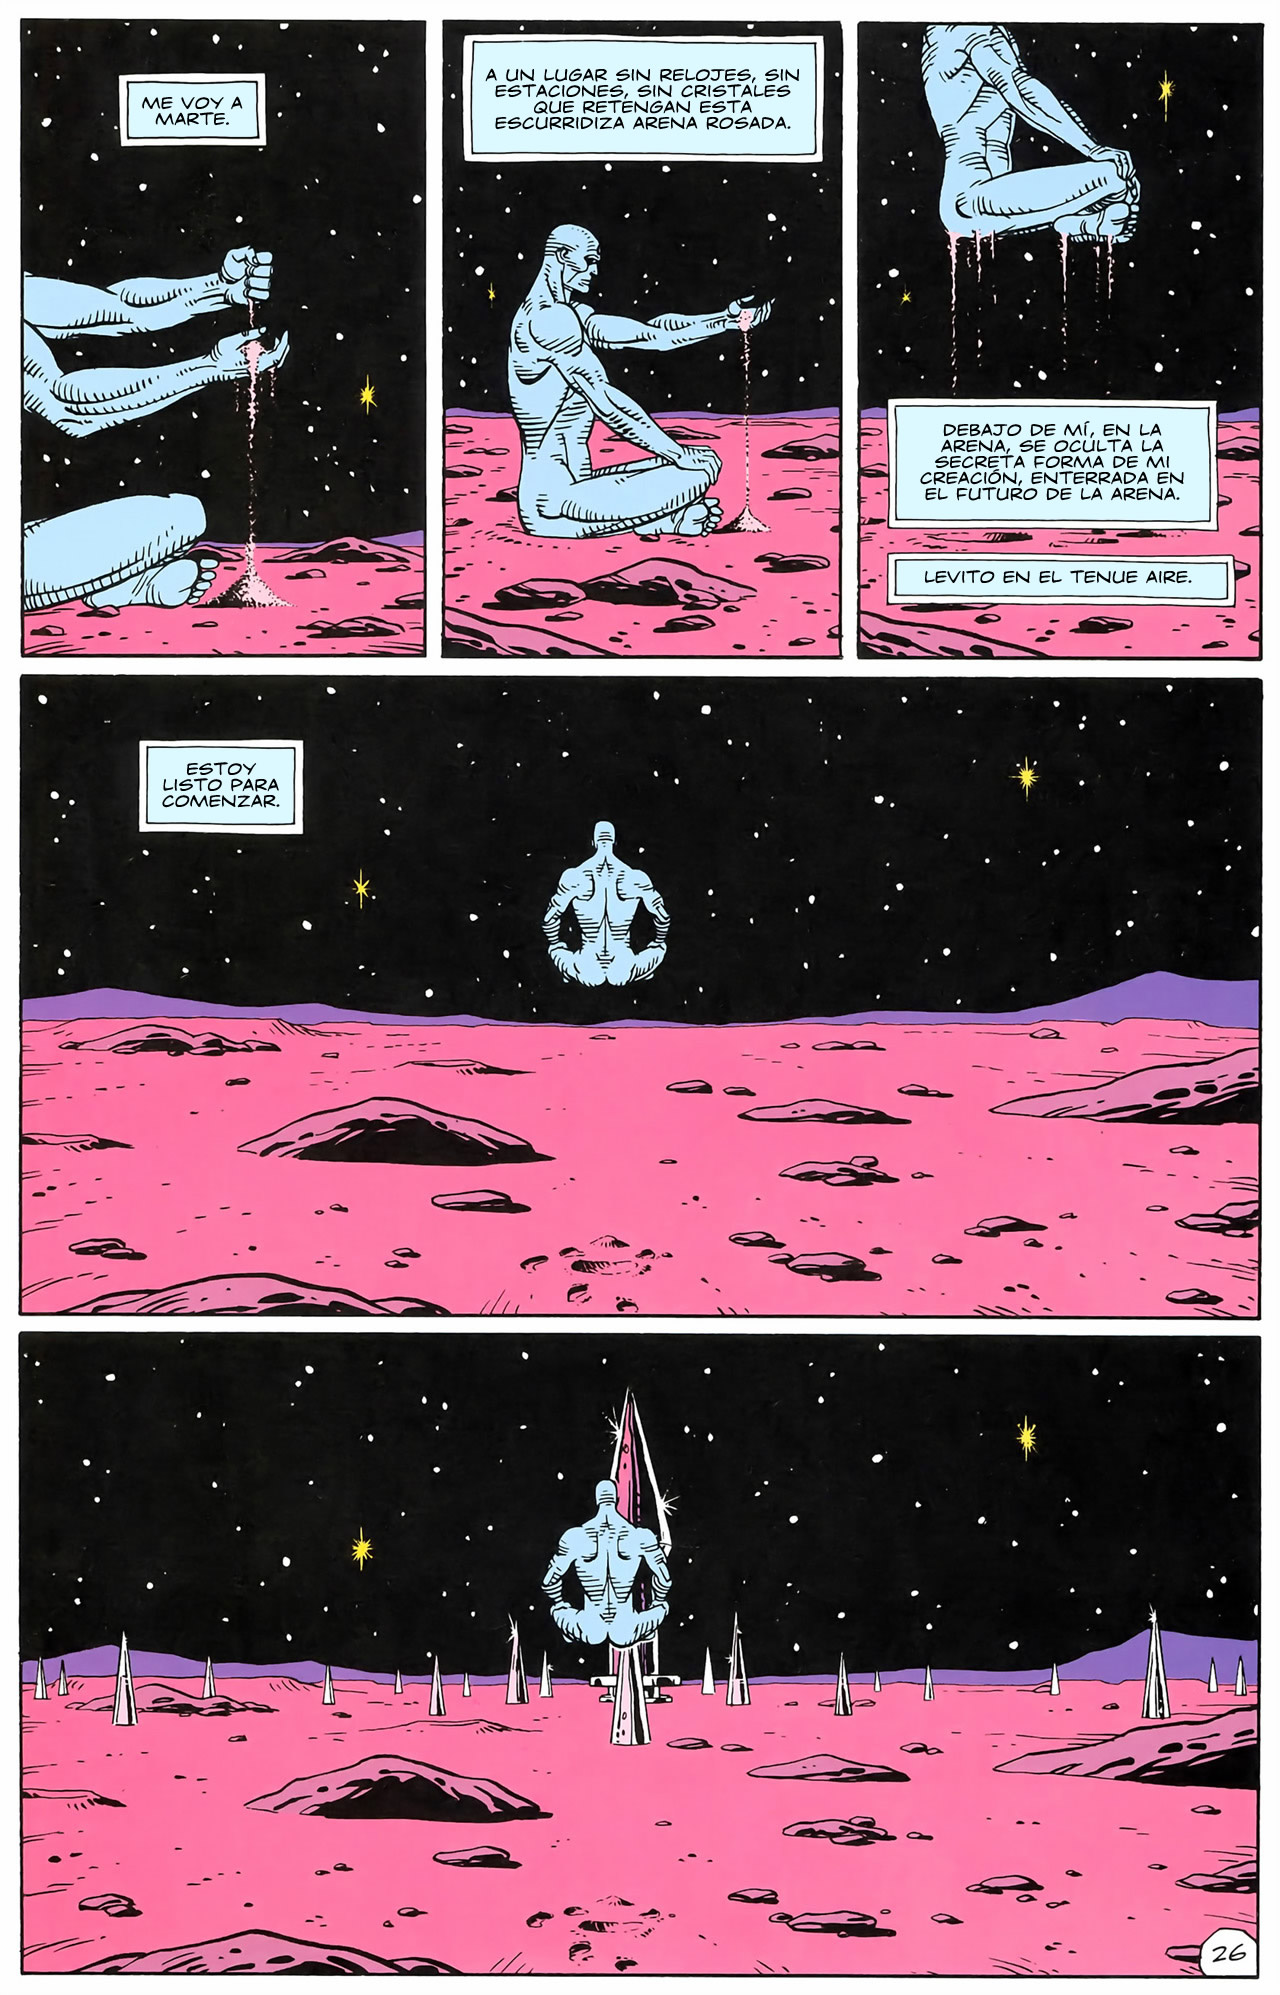 ME VOY A
MARTE.
A UN LUGAR SIN RELOJES, SIN
ESTACIONES, SIN CRISTALES
QUE RETENGAN ESTA
ESCURRIDIZA ARENA ROSADA.
DEBAJO DE MÍ, EN LA
ARENA, SE OCULTA LA
SECRETA FORMA DE MI
CREACIÓN, ENTERRADA EN
EL FUTURO DE LA ARENA.
LEVITO EN EL TENUE AIRE.
ESTOY
LISTO PARA
COMENZAR.
26